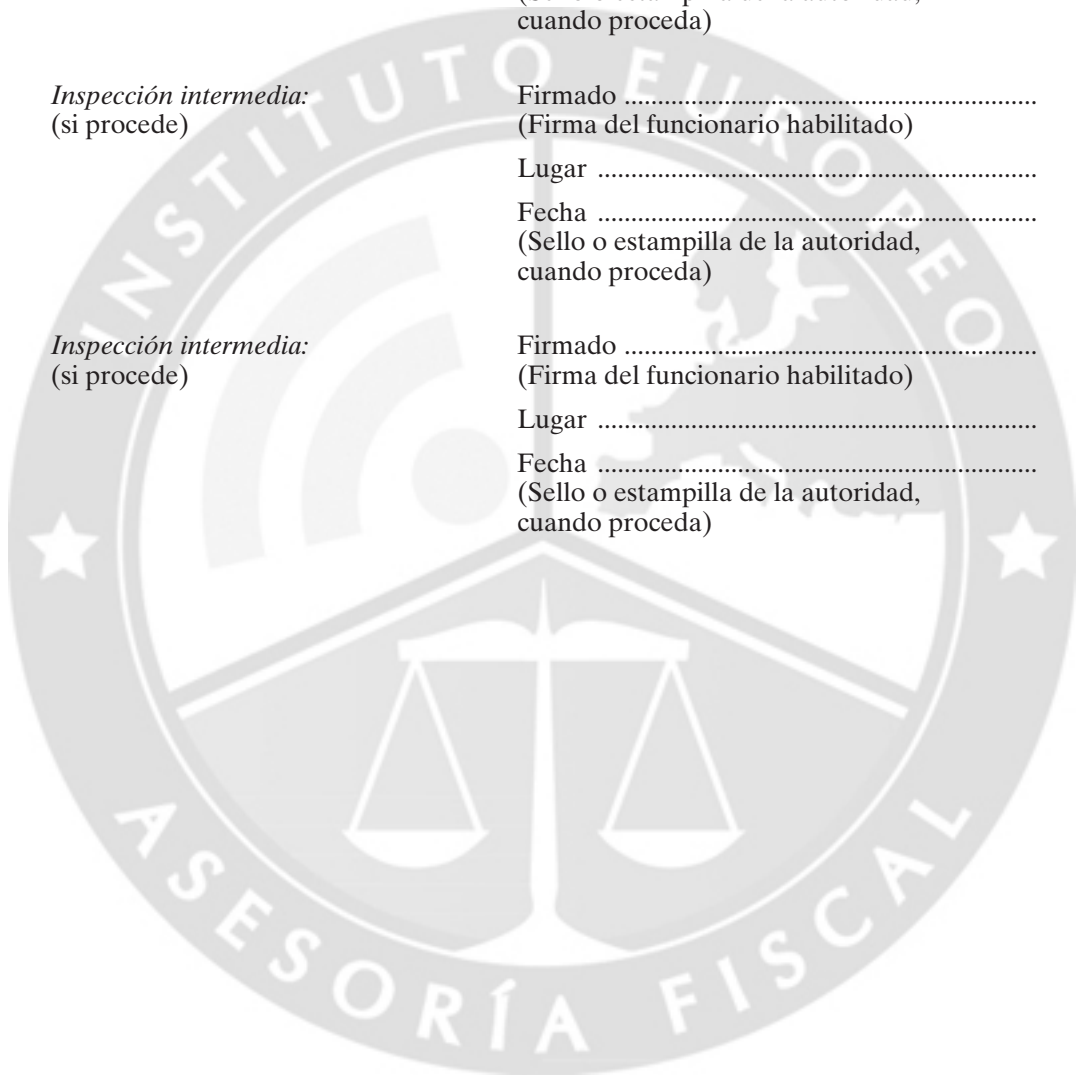 cuando proceda)
Inspección intermedia:
(si procede)
Firmado ..............................................................
(Firma del funcionario habilitado)
Lugar ..................................................................
Fecha ..................................................................
(Sello o estampilla de la autoridad,
cuando proceda)
Inspección intermedia:
(si procede)
Firmado ..............................................................
(Firma del funcionario habilitado)
Lugar ..................................................................
Fecha ..................................................................
(Sello o estampilla de la autoridad,
cuando proceda)
INSTITUTO EUROPEO
ASESORÍA FISCAL